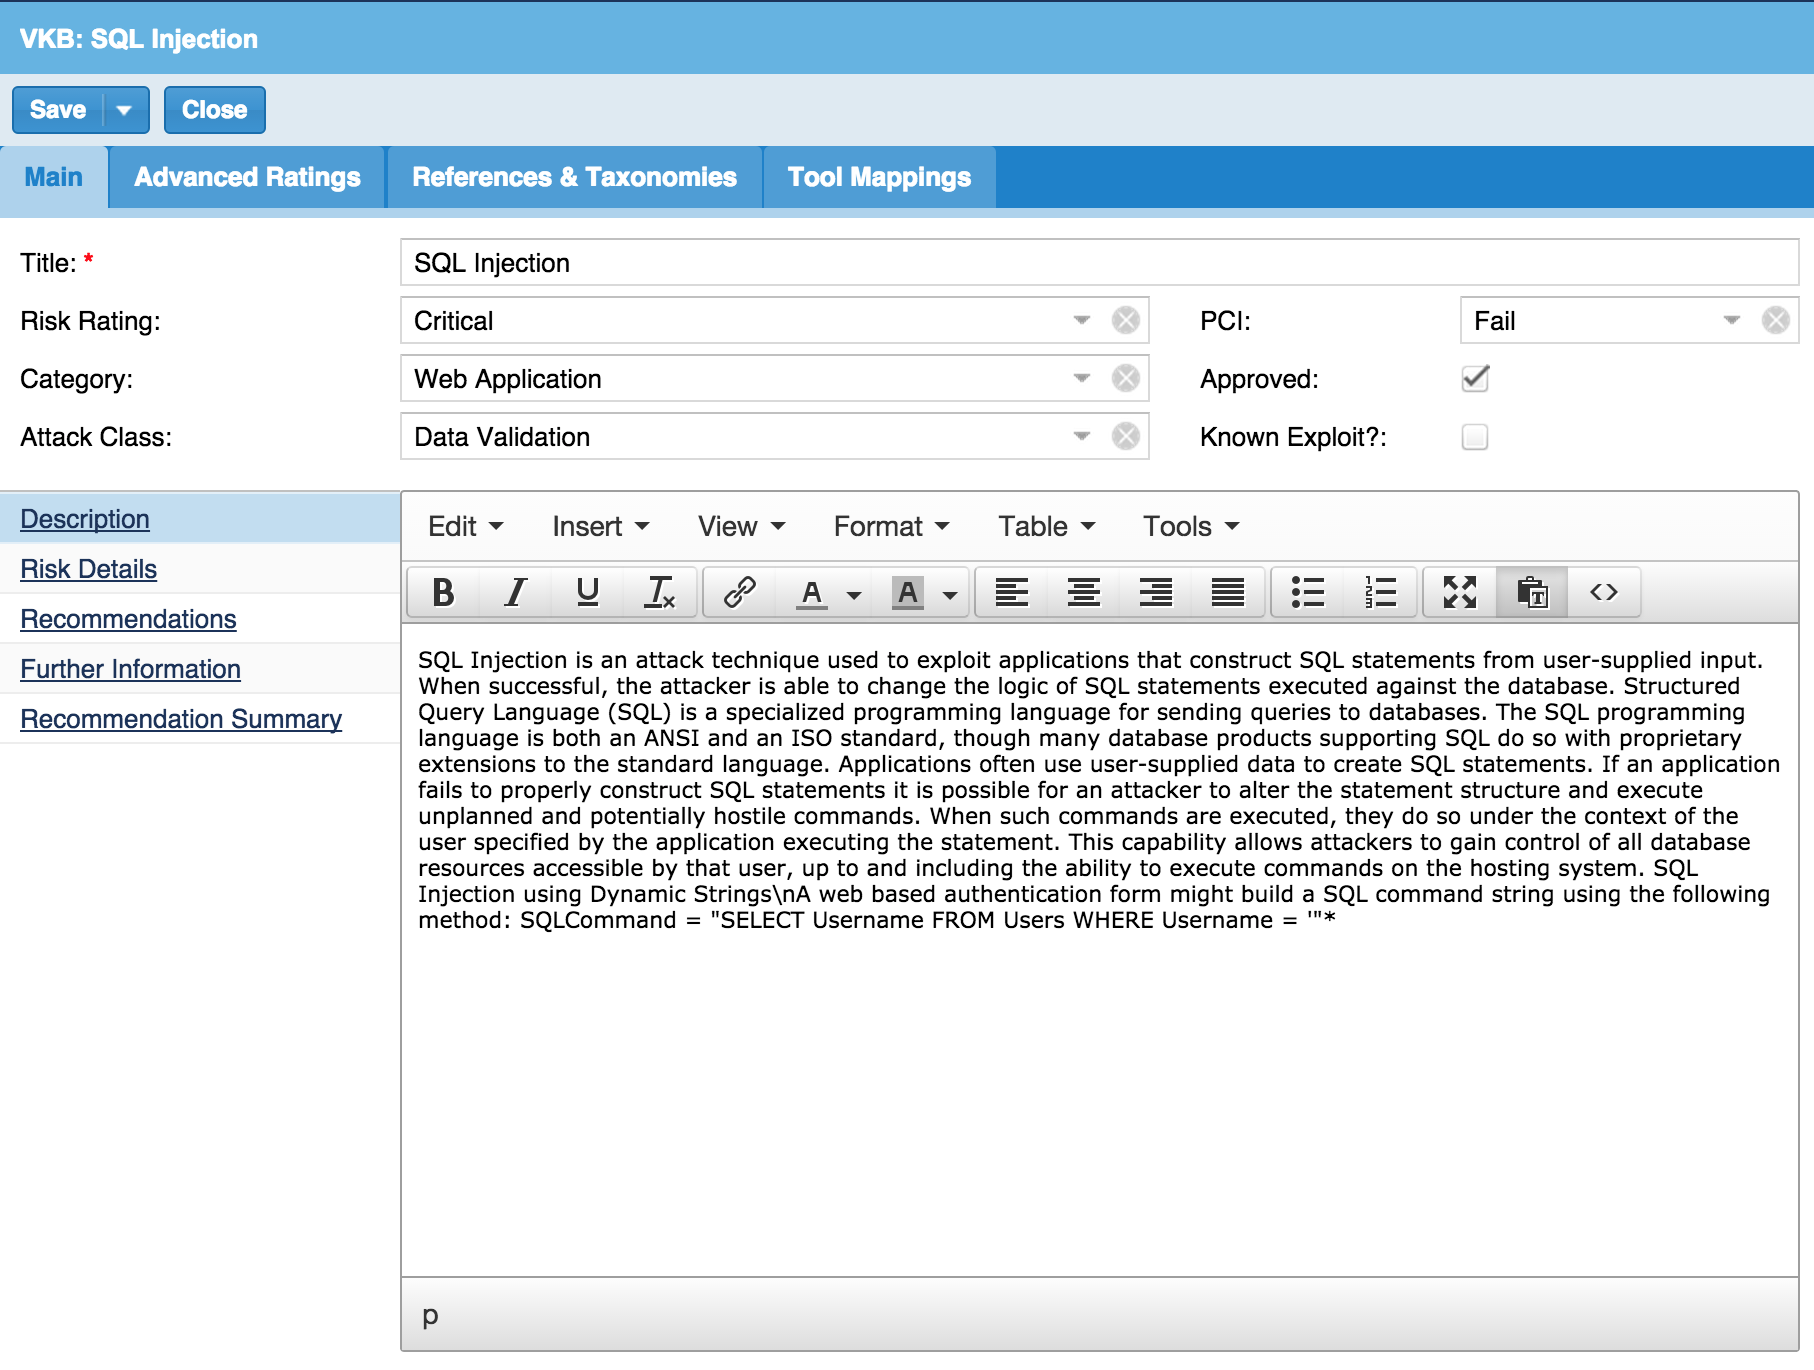 VKB: SQL Injection
Save Close
Main Advanced Ratings References & Taxonomies Tool Mappings
Title: * SQL Injection
Risk Rating: Critical PCI: Fail
Category: Web Application Approved:
Attack Class: Data Validation Known Exploit?:
Description
Risk Details
Recommendations
Further Information
Recommendation Summary
Edit Insert View Format Table Tools
SQL Injection is an attack technique used to exploit applications that construct SQL statements from user-supplied input.
When successful, the attacker is able to change the logic of SQL statements executed against the database. Structured
Query Language (SQL) is a specialized programming language for sending queries to databases. The SQL programming
language is both an ANSI and an ISO standard, though many database products supporting SQL do so with proprietary
extensions to the standard language. Applications often use user-supplied data to create SQL statements. If an application
fails to properly construct SQL statements it is possible for an attacker to alter the statement structure and execute
unplanned and potentially hostile commands. When such commands are executed, they do so under the context of the
user specified by the application executing the statement. This capability allows attackers to gain control of all database
resources accessible by that user, up to and including the ability to execute commands on the hosting system. SQL
Injection using Dynamic Strings\nA web based authentication form might build a SQL command string using the following
method: SQLCommand = "SELECT Username FROM Users WHERE Username = '"*
p